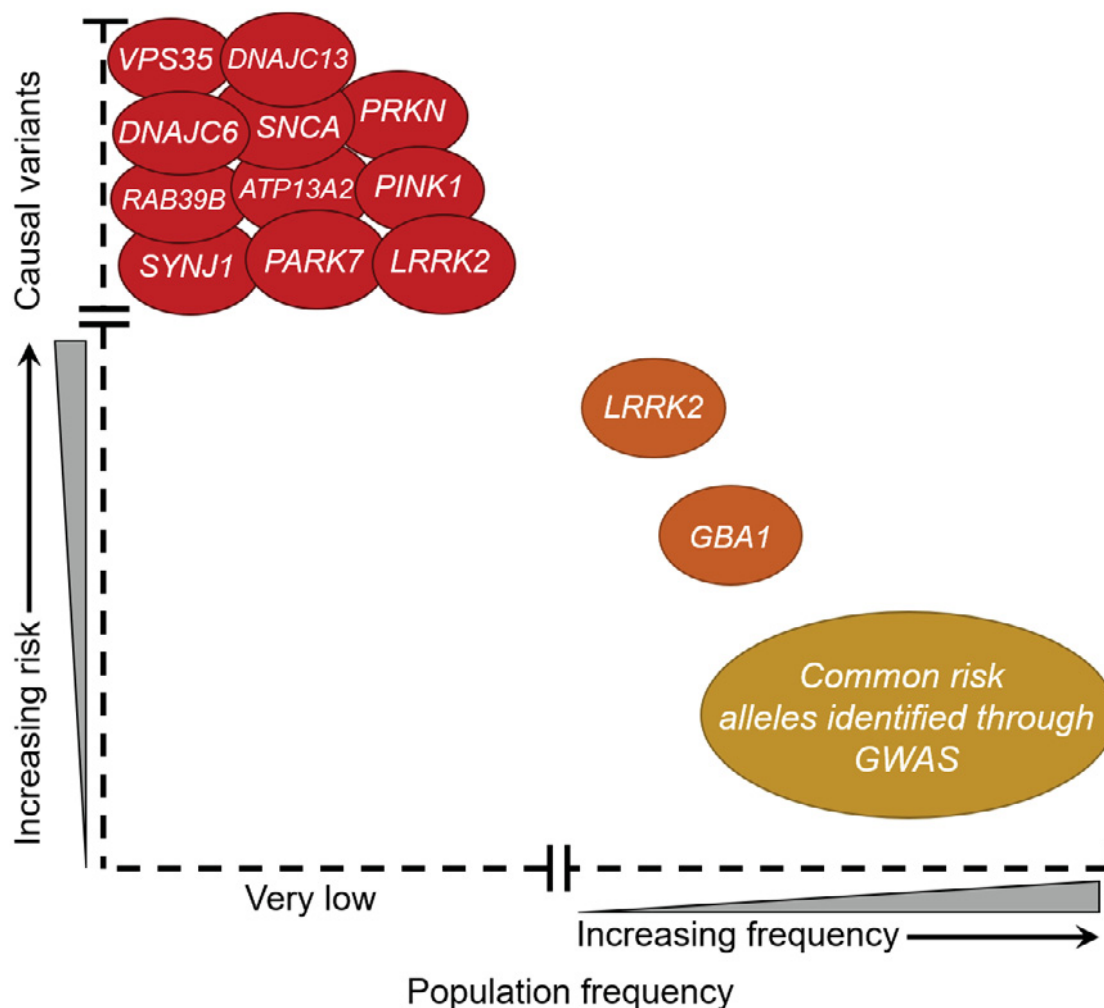 Causal variants
VPS35
DNAJC13
DNAJC6
SNCA
PRKN
RAB39B
ATP13A2
PINK1
SYNJ1
PARK7
LRRK2
Increasing risk
LRRK2
GBA1
Common risk
alleles identified through
GWAS
Very low
Increasing frequency
Population frequency